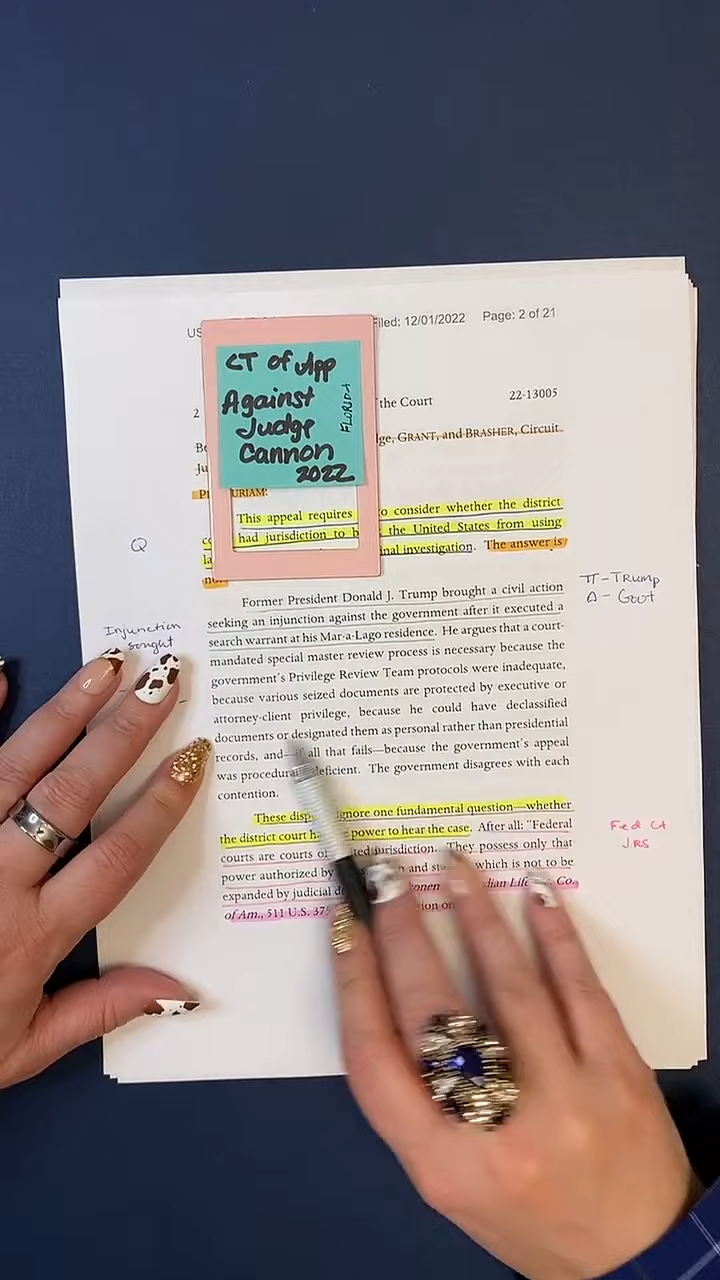 US
Filed: 12/01/2022 Page: 2 of 21
CT of App
Against
Judge
Cannon
2022
FLORIDA
2 the Court 22-13005
GRANT, and BRASHER, Circuit
This appeal requires to consider whether the district
had jurisdiction to the United States from using
investigation. The answer is
Q
Former President Donald J. Trump brought a civil action
seeking an injunction against the government after it executed a
search warrant at his Mar-a-Lago residence. He argues that a court-
mandated special master review process is necessary because the
government's Privilege Review Team protocols were inadequate,
because various seized documents are protected by executive or
attorney-client privilege, because he could have declassified
documents or designated them as personal rather than presidential
records, and all that fails—because the government's appeal
was deficient. The government disagrees with each
contention.
π - Trump
Δ - Govt
Injunction
sought
These ignore one fundamental question—whether
the district court power to hear the case. After all: "Federal
courts are courts of jurisdiction. They possess only that
power authorized by and which is not to be
expanded by judicial
of Am., 511 U.S.
Fed Ct
JRS